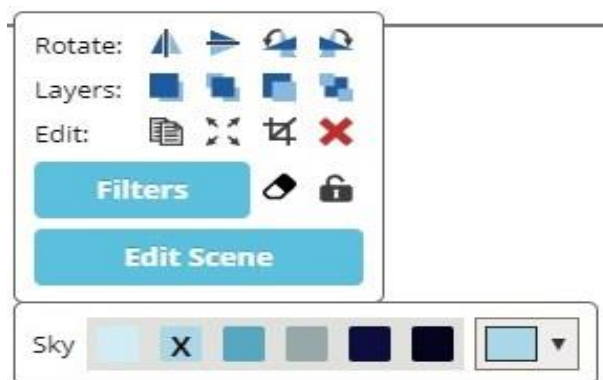 Rotate:
Layers:
Edit:
Filters
Edit Scene
Sky X